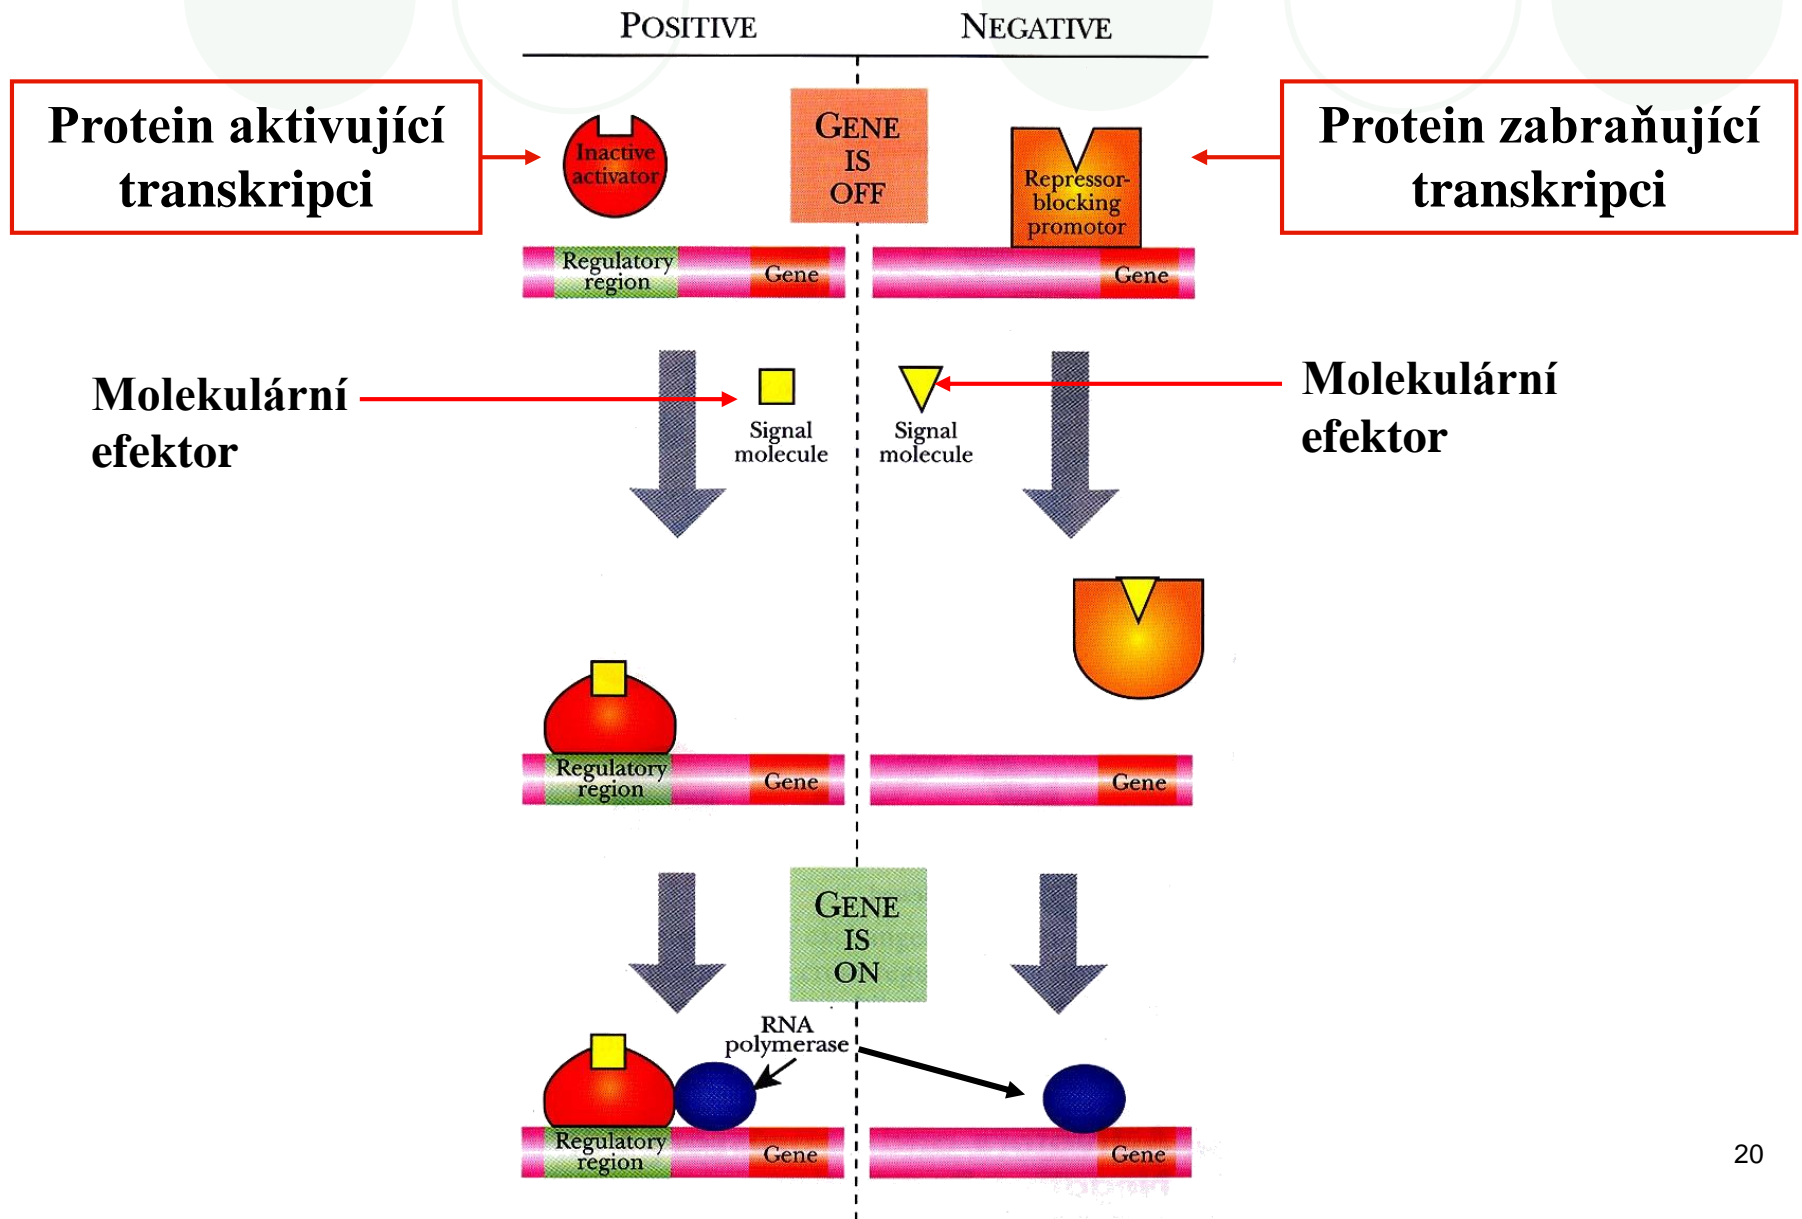 POSITIVE
NEGATIVE
Protein aktivující
transkripci
Inactive
activator
GENE
IS
OFF
Repressor-
blocking
promotor
Protein zabraňující
transkripci
Regulatory
region
Gene
Gene
Molekulární
efektor
Signal
molecule
Signal
molecule
Molekulární
efektor
Regulatory
region
Gene
Gene
GENE
IS
ON
RNA
polymerase
Regulatory
region
Gene
Gene
20